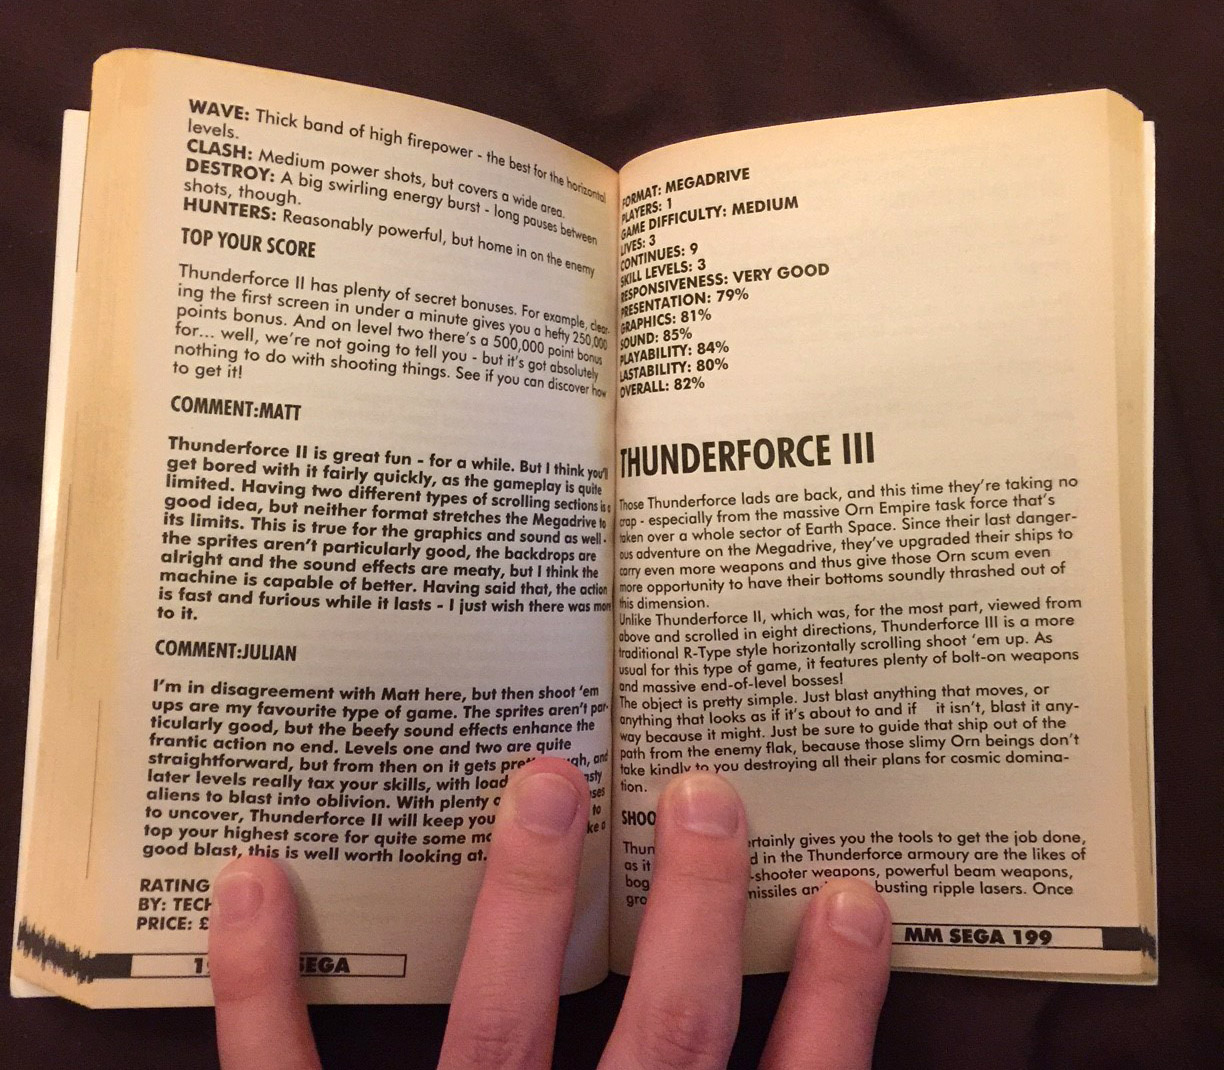 WAVE: Thick band of high firepower - the best for the horizontal
levels.
CLASH: Medium power shots, but covers a wide area.
DESTROY: A big swirling energy burst - long pauses between
shots, though.
HUNTERS: Reasonably powerful, but home in on the enemy
TOP YOUR SCORE
Thunderforce II has plenty of secret bonuses. For example, clear-
ing the first screen in under a minute gives you a hefty 250,000
points bonus. And on level two there's a 500,000 point bonus
for... well, we're not going to tell you - but it's got absolutely
nothing to do with shooting things. See if you can discover how
to get it!
COMMENT:MATT
Thunderforce II is great fun - for a while. But I think you'll
get bored with it fairly quickly, as the gameplay is quite
limited. Having two different types of scrolling sections is a
good idea, but neither format stretches the Megadrive to
its limits. This is true for the graphics and sound as well -
the sprites aren't particularly good, the backdrops are
alright and the sound effects are meaty, but I think the
machine is capable of better. Having said that, the action
is fast and furious while it lasts - I just wish there was more
to it.
COMMENT:JULIAN
I'm in disagreement with Matt here, but then shoot 'em
ups are my favourite type of game. The sprites aren't par-
ticularly good, but the beefy sound effects enhance the
frantic action no end. Levels one and two are quite
straightforward, but from then on it gets and
later levels really tax your skills, with
aliens to blast into oblivion. With plenty
to uncover, Thunderforce II will keep you to
top your highest score for quite some a
good blast, this is well worth looking at.
RATING
BY:
PRICE: £
SEGA
FORMAT: MEGADRIVE
PLAYERS: 1
GAME DIFFICULTY: MEDIUM
LIVES: 3
CONTINUES: 9
SKILL LEVELS: 3
RESPONSIVENESS: VERY GOOD
PRESENTATION: 79%
GRAPHICS: 81%
SOUND: 85%
PLAYABILITY: 84%
LASTABILITY: 80%
OVERALL: 82%
THUNDERFORCE III
Those Thunderforce lads are back, and this time they're taking no
crap - especially from the massive Orn Empire task force that's
taken over a whole sector of Earth Space. Since their last danger-
ous adventure on the Megadrive, they've upgraded their ships to
carry even more weapons and thus give those Orn scum even
more opportunity to have their bottoms soundly thrashed out of
this dimension.
Unlike Thunderforce II, which was, for the most part, viewed from
above and scrolled in eight directions, Thunderforce III is a more
traditional R-Type style horizontally scrolling shoot 'em up. As
usual for this type of game, it features plenty of bolt-on weapons
and massive end-of-level bosses!
The object is pretty simple. Just blast anything that moves, or
anything that looks as if it's about to and if it isn't, blast it any-
way because it might. Just be sure to guide that ship out of the
path from the enemy flak, because those slimy Orn beings don't
take kindly to you destroying all their plans for cosmic domina-
tion.
SHOO
Thun ertainly gives you the tools to get the job done,
as it d in the Thunderforce armoury are the likes of
bog -shooter weapons, powerful beam weapons,
gro missiles busting ripple lasers. Once
MM SEGA 199